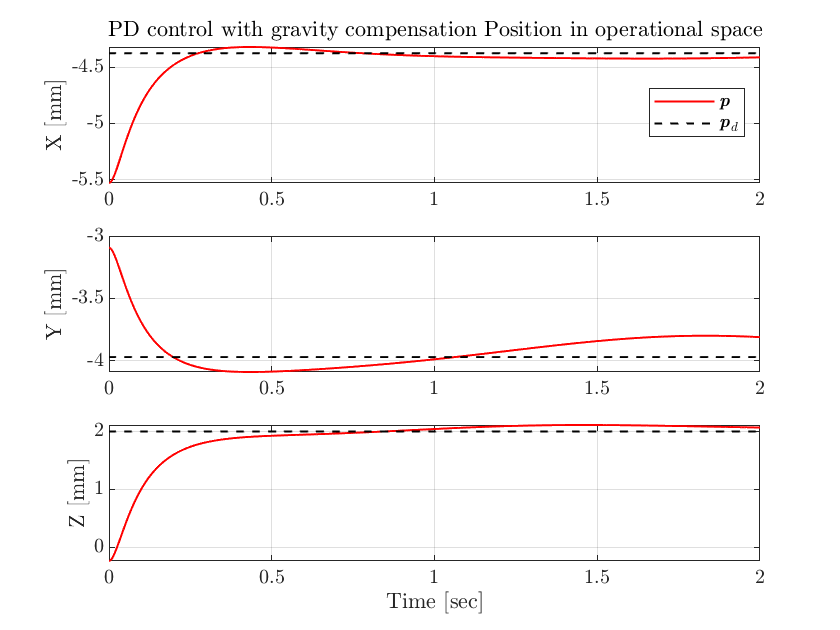 PD control with gravity compensation Position in operational space
X [mm]
-4.5
-5
-5.5
p
p_d
0 0.5 1 1.5 2
Y [mm]
-3
-3.5
-4
0 0.5 1 1.5 2
Z [mm]
2
1
0
0 0.5 1 1.5 2
Time [sec]